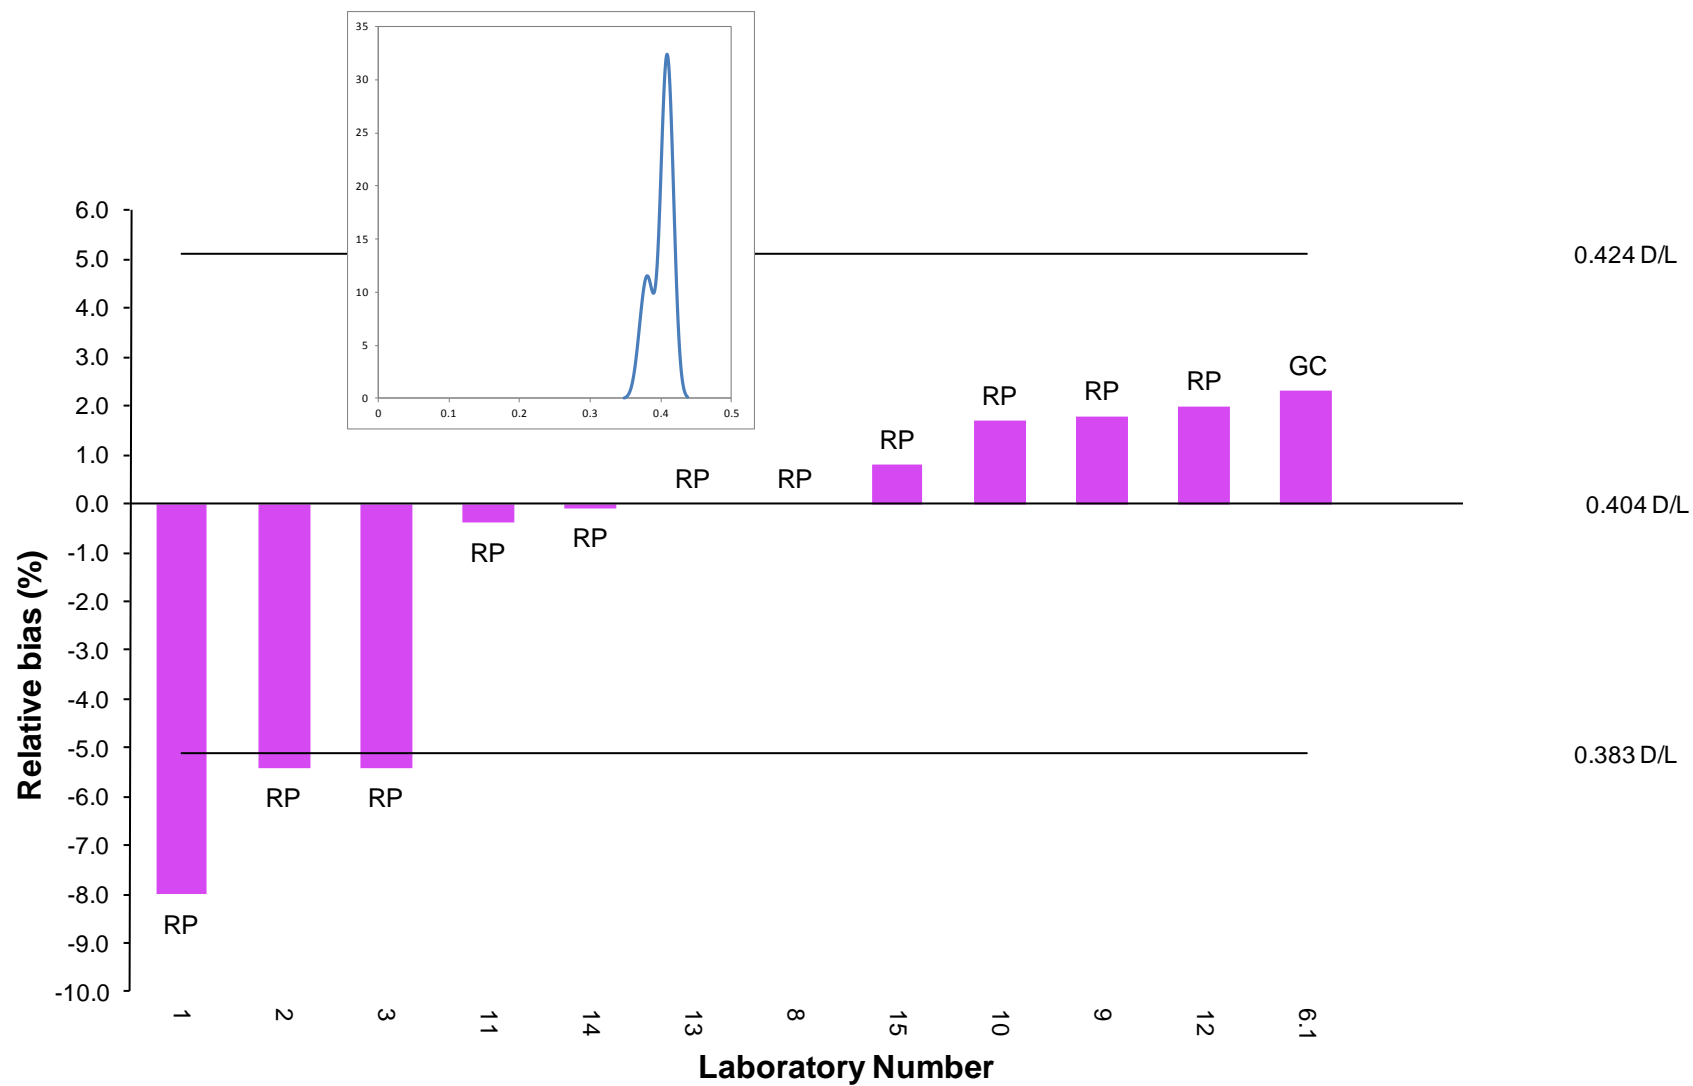 35
30
25
20
15
10
5
0
0 0.1 0.2 0.3 0.4 0.5
6.0
5.0
4.0
3.0
2.0
1.0
0.0
-1.0
-2.0
-3.0
-4.0
-5.0
-6.0
-7.0
-8.0
-9.0
-10.0
Relative bias (%)
0.424 D/L
0.404 D/L
0.383 D/L
RP
RP
RP
RP
RP
RP
RP
RP
RP
RP
RP
GC
1 2 3 11 14 13 8 15 10 9 12 6.1
Laboratory Number